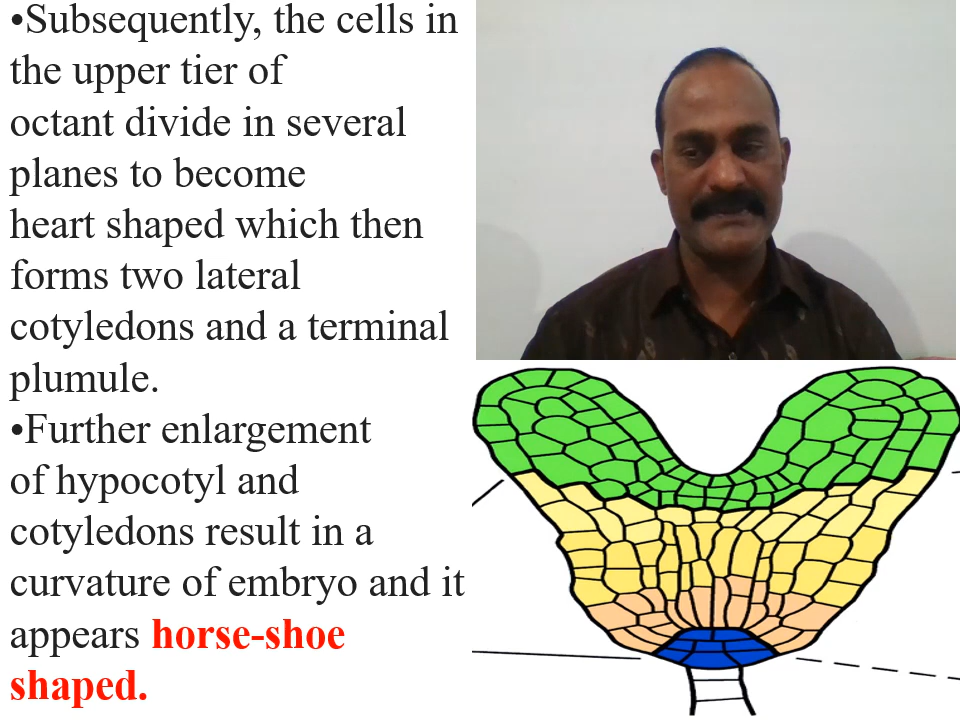 •Subsequently, the cells in
the upper tier of
octant divide in several
planes to become
heart shaped which then
forms two lateral
cotyledons and a terminal
plumule.
•Further enlargement
of hypocotyl and
cotyledons result in a
curvature of embryo and it
appears horse-shoe
shaped.